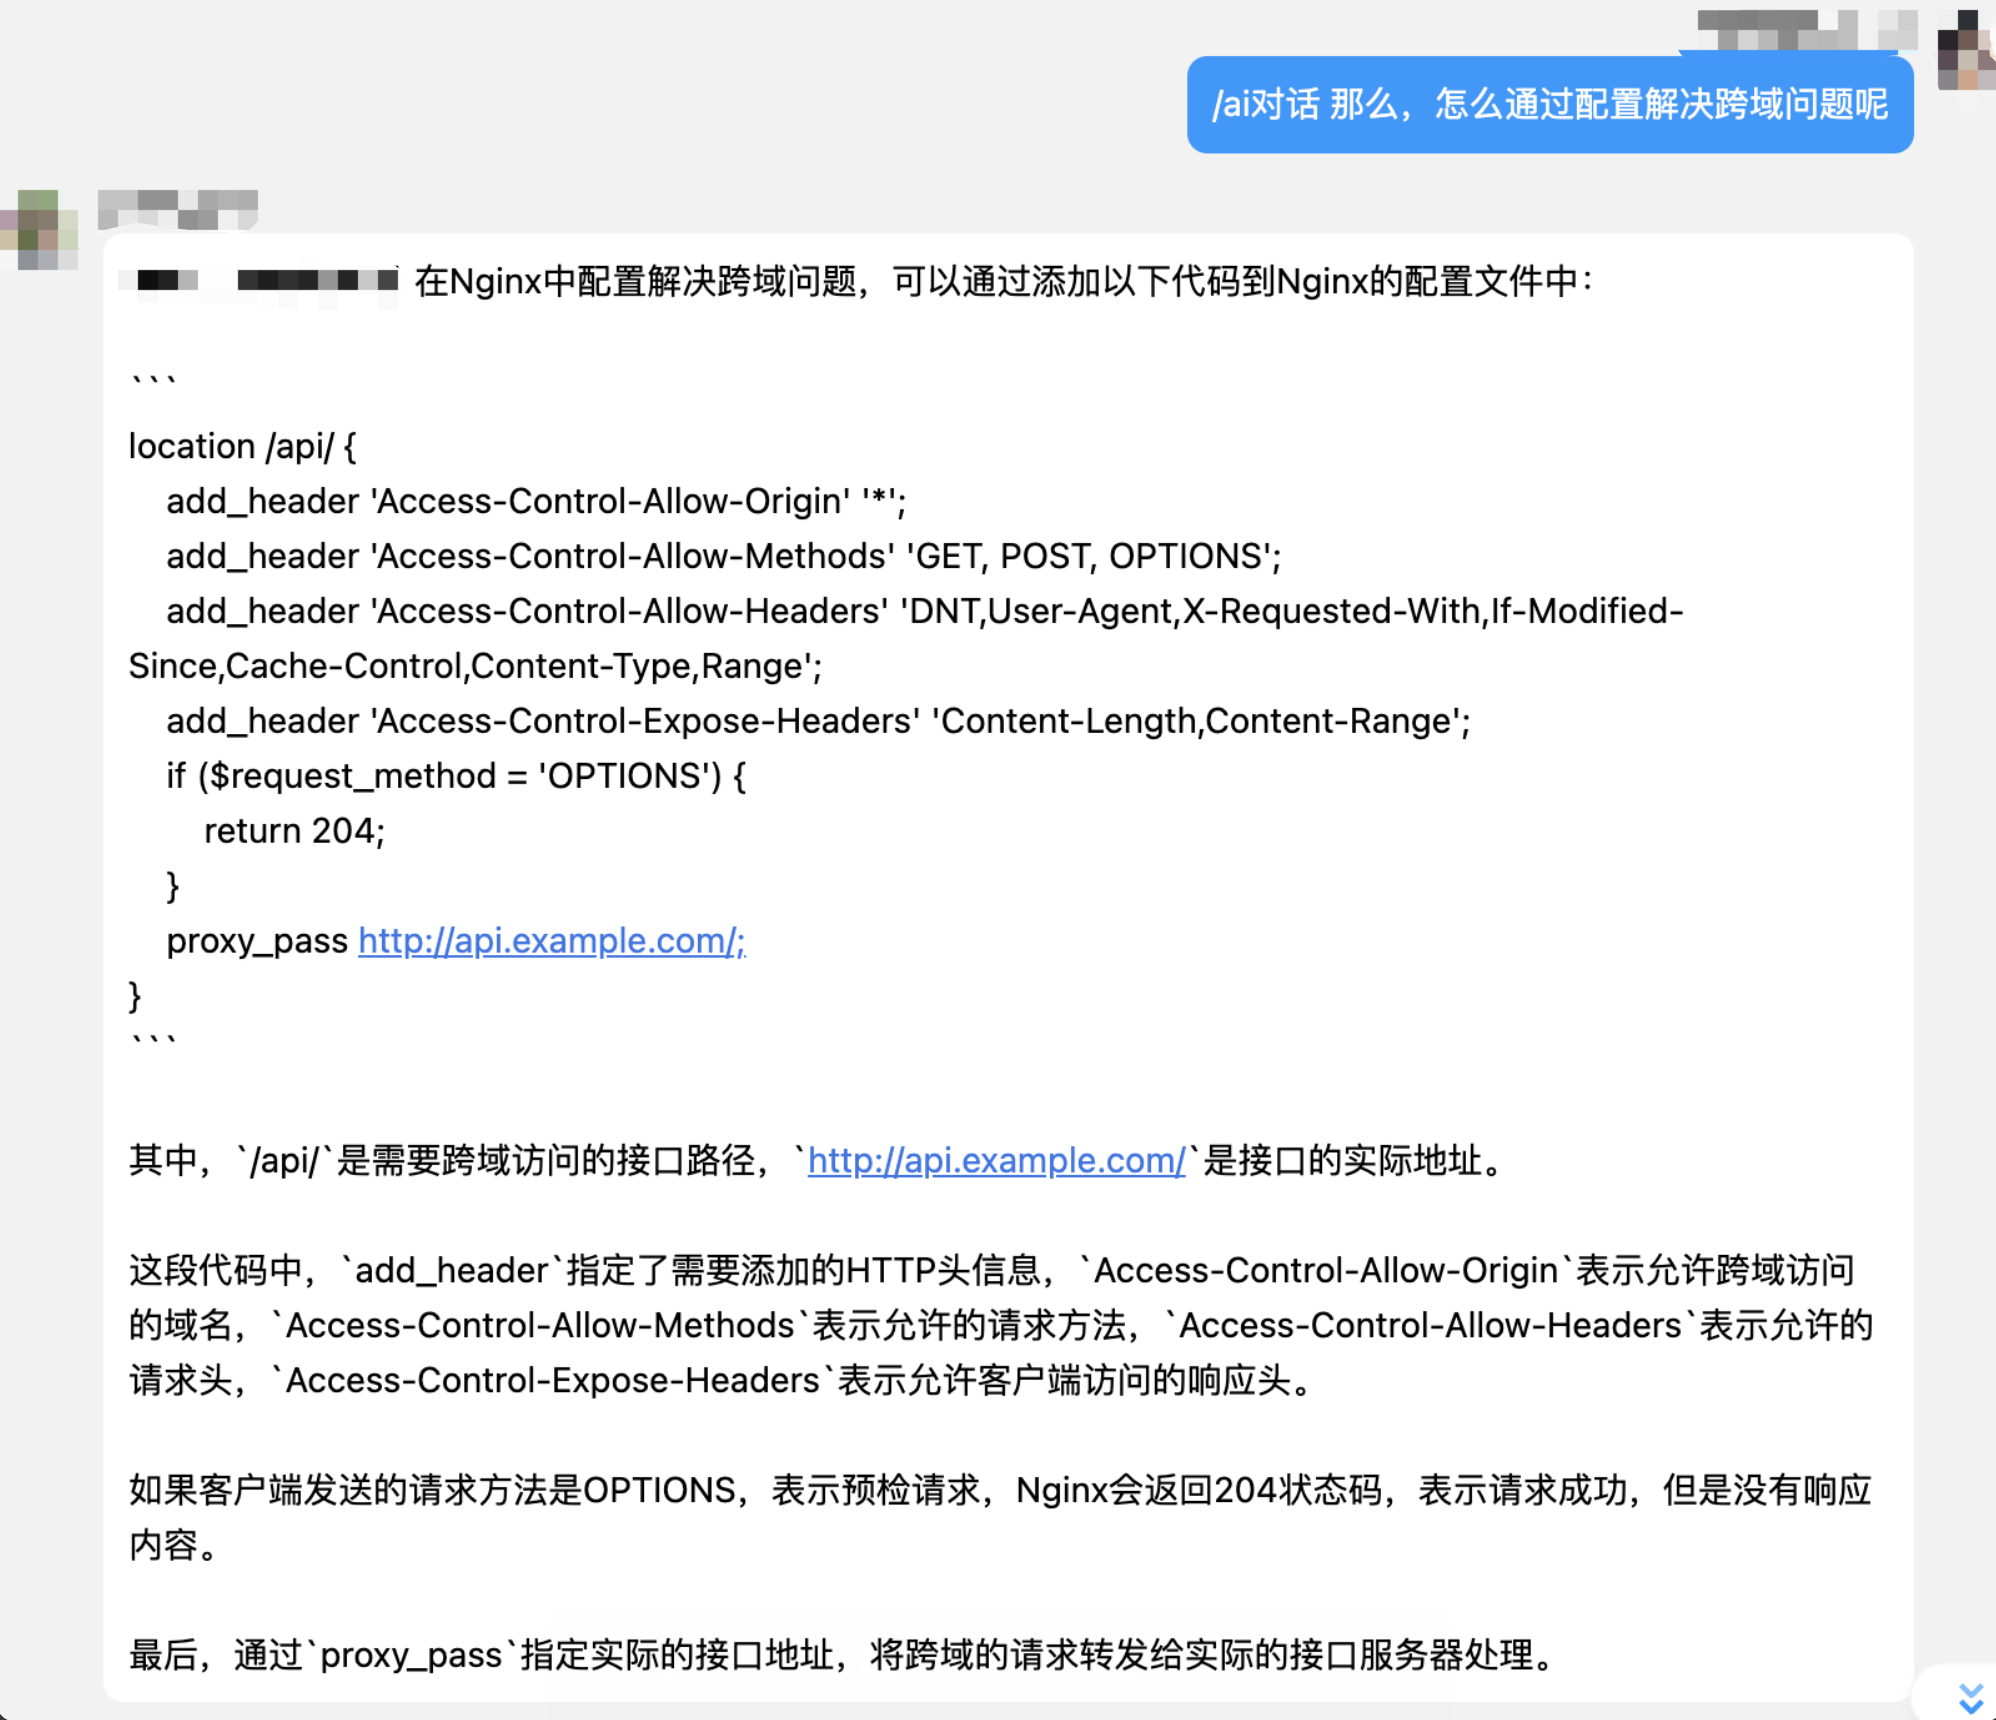 /ai对话 那么，怎么通过配置解决跨域问题呢
在Nginx中配置解决跨域问题，可以通过添加以下代码到Nginx的配置文件中：
```
location /api/ {
    add_header 'Access-Control-Allow-Origin' '*';
    add_header 'Access-Control-Allow-Methods' 'GET, POST, OPTIONS';
    add_header 'Access-Control-Allow-Headers' 'DNT,User-Agent,X-Requested-With,If-Modified-
Since,Cache-Control,Content-Type,Range';
    add_header 'Access-Control-Expose-Headers' 'Content-Length,Content-Range';
    if ($request_method = 'OPTIONS') {
        return 204;
    }
    proxy_pass http://api.example.com/;
}
```
其中，`/api/`是需要跨域访问的接口路径，`http://api.example.com/`是接口的实际地址。
这段代码中，`add_header`指定了需要添加的HTTP头信息，`Access-Control-Allow-Origin`表示允许跨域访问
的域名，`Access-Control-Allow-Methods`表示允许的请求方法，`Access-Control-Allow-Headers`表示允许的
请求头，`Access-Control-Expose-Headers`表示允许客户端访问的响应头。
如果客户端发送的请求方法是OPTIONS，表示预检请求，Nginx会返回204状态码，表示请求成功，但是没有响应
内容。
最后，通过`proxy_pass`指定实际的接口地址，将跨域的请求转发给实际的接口服务器处理。